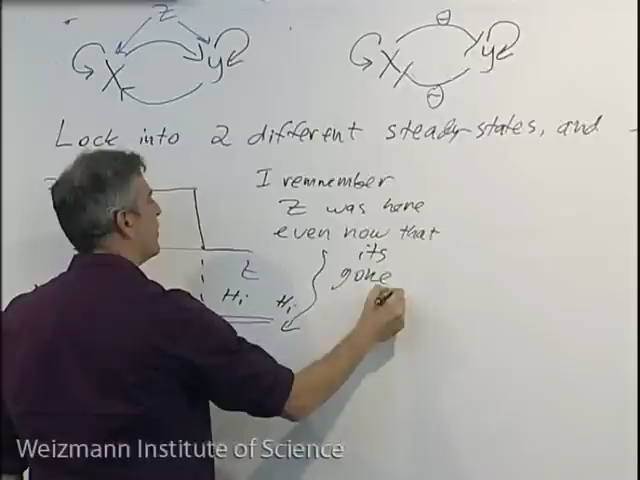 Z
X
y
X
y
Lock into 2 different steady-states, and
I remnember
Z was here
even now that
its
gone
t
Hi
Hi
Weizmann Institute of Science